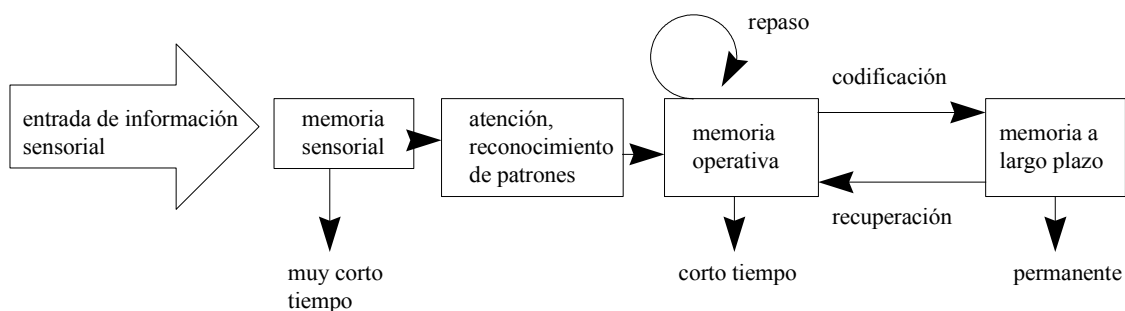 repaso
codificación
entrada de información
sensorial
memoria
sensorial
atención,
reconocimiento
de patrones
memoria
operativa
memoria a
largo plazo
recuperación
muy corto
tiempo
corto tiempo
permanente